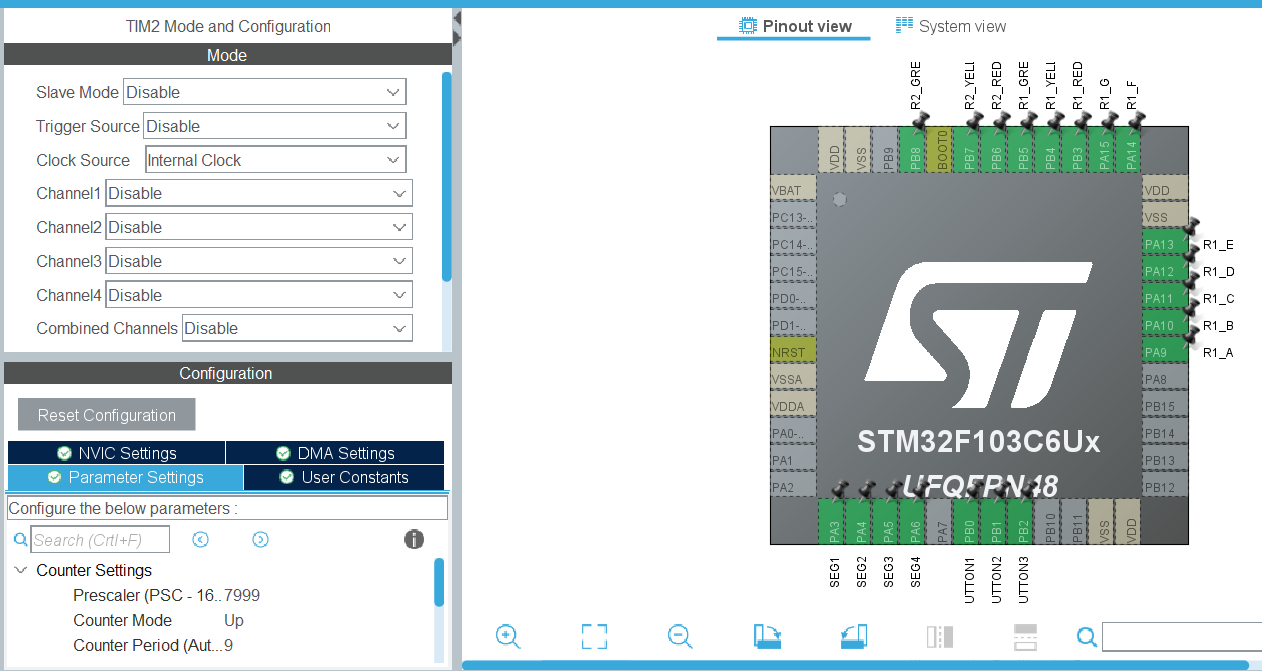 TIM2 Mode and Configuration
Mode
Slave Mode Disable
Trigger Source Disable
Clock Source Internal Clock
Channel1 Disable
Channel2 Disable
Channel3 Disable
Channel4 Disable
Combined Channels Disable
Configuration
Reset Configuration
NVIC Settings
DMA Settings
Parameter Settings
User Constants
Configure the below parameters :
Search (Crtl+F)
Counter Settings
Prescaler (PSC - 16.. 7999
Counter Mode Up
Counter Period (Aut... 9
Pinout view
System view
R2_GRE
R2_YELL
R2_RED
R1_GRE
R1_YELL
R1_RED
R1_G
R1_F
VDD
VSS
PB9
PB8
BOOT0
PB7
PB6
PB5
PB4
PB3
PA15
PA14
VBAT
PC13-..
PC14-..
PC15-..
PD0-..
PD1-..
NRST
VSSA
VDDA
PA0-..
PA1
PA2
VDD
VSS
PA13 R1_E
PA12 R1_D
PA11 R1_C
PA10 R1_B
PA9 R1_A
PA8
PB15
PB14
PB13
PB12
STM32F103C6Ux
UFQFPN48
PA3
PA4
PA5
PA6
PA7
PB0
PB1
PB2
PB10
PB11
VSS
VDD
SEG1
SEG2
SEG3
SEG4
UTTON1
UTTON2
UTTON3